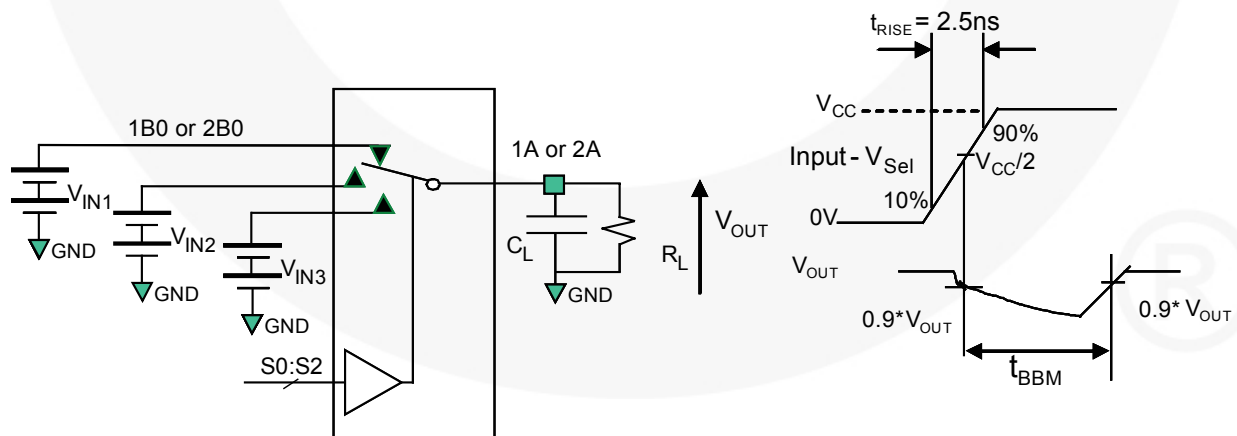 1B0 or 2B0
V_IN1
GND
V_IN2
GND
V_IN3
GND
S0:S2
1A or 2A
C_L
GND
R_L
V_OUT
t_RISE = 2.5ns
V_CC
90%
Input - V_Sel
V_CC/2
10%
0V
V_OUT
0.9* V_OUT
0.9* V_OUT
t_BBM
®